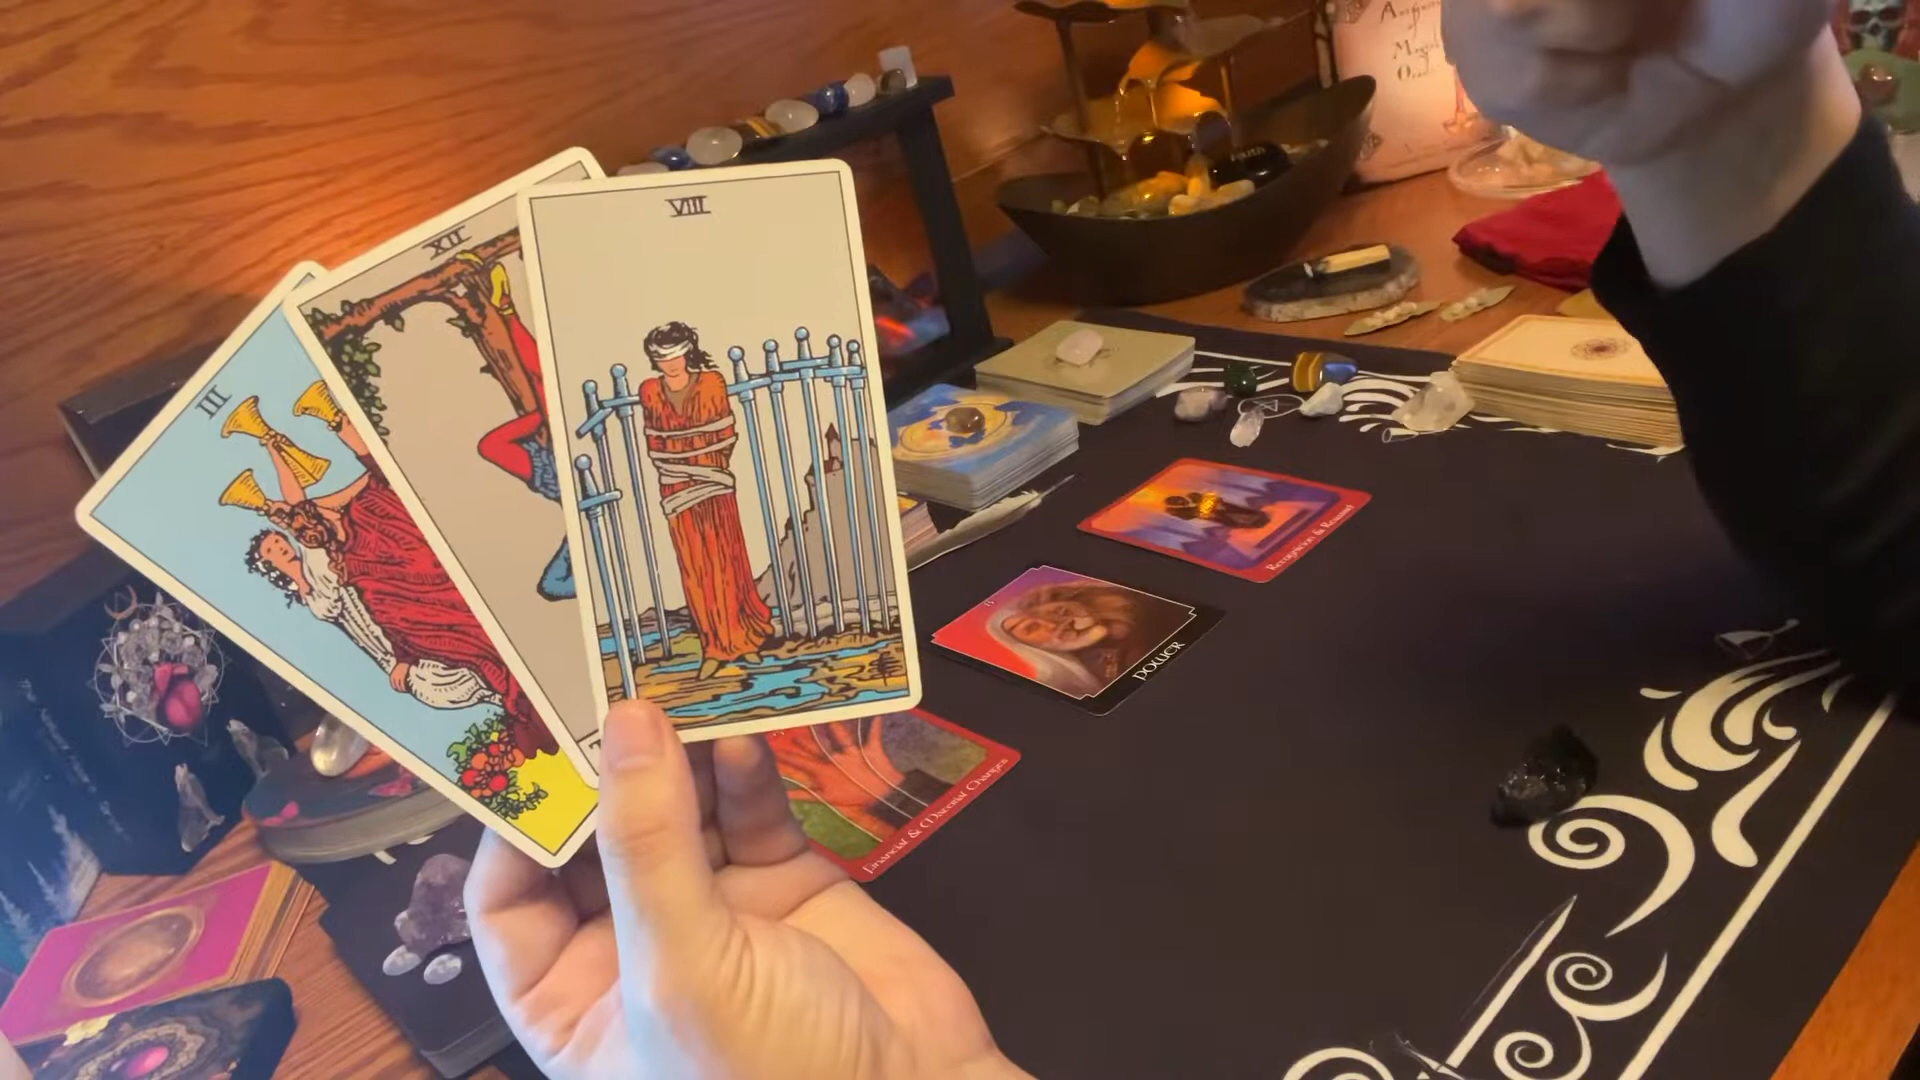 III
XII
VIII
Recognition & Reward
POWER
Financial & Material Changes